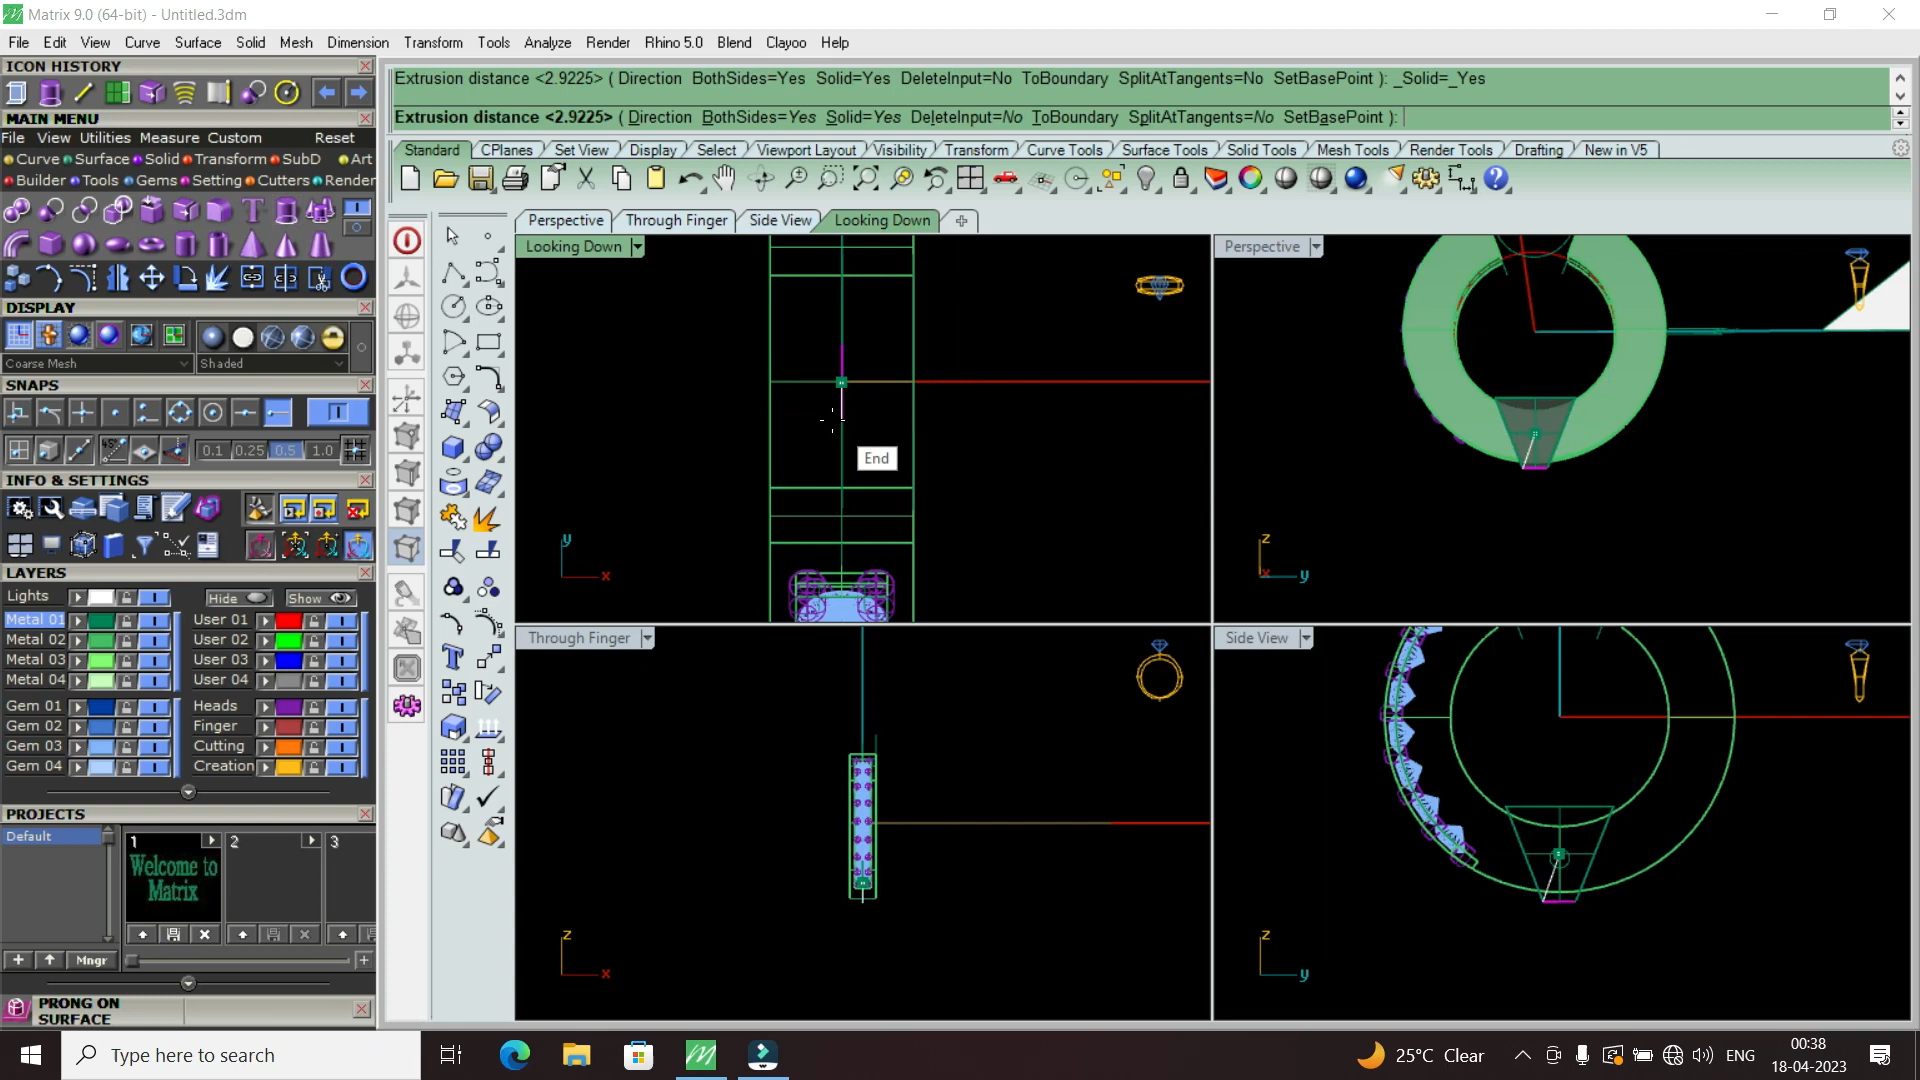 Matrix 9.0 (64-bit) - Untitled.3dm
File Edit View Curve Surface Solid Mesh Dimension Transform Tools Analyze Render Rhino 5.0 Blend Clayoo Help
ICON HISTORY
Extrusion distance <2.9225> ( Direction BothSides=Yes Solid=Yes DeleteInput=No ToBoundary SplitAtTangents=No SetBasePoint ): _Solid=_Yes
Extrusion distance <2.9225> ( Direction BothSides=Yes Solid=Yes DeleteInput=No ToBoundary SplitAtTangents=No SetBasePoint ):
MAIN MENU
File View Utilities Measure Custom Reset
Curve Surface Solid Transform SubD Art
Builder Tools Gems Setting Cutters Render
Standard CPlanes Set View Display Select Viewport Layout Visibility Transform Curve Tools Surface Tools Solid Tools Mesh Tools Render Tools Drafting New in V5
Perspective Through Finger Side View Looking Down
Looking Down
Perspective
DISPLAY
Coarse Mesh Shaded
SNAPS
0.1 0.25 0.5 1.0
End
INFO & SETTINGS
y
x
z
x y
LAYERS
Lights Hide Show
Metal 01 User 01
Metal 02 User 02
Metal 03 User 03
Metal 04 User 04
Gem 01 Heads
Gem 02 Finger
Gem 03 Cutting
Gem 04 Creation
Through Finger
Side View
PROJECTS
Default
1 2 3
Welcome to Matrix
Mngr
z
x
z
y
PRONG ON SURFACE
Type here to search
25°C Clear
ENG
00:38
18-04-2023